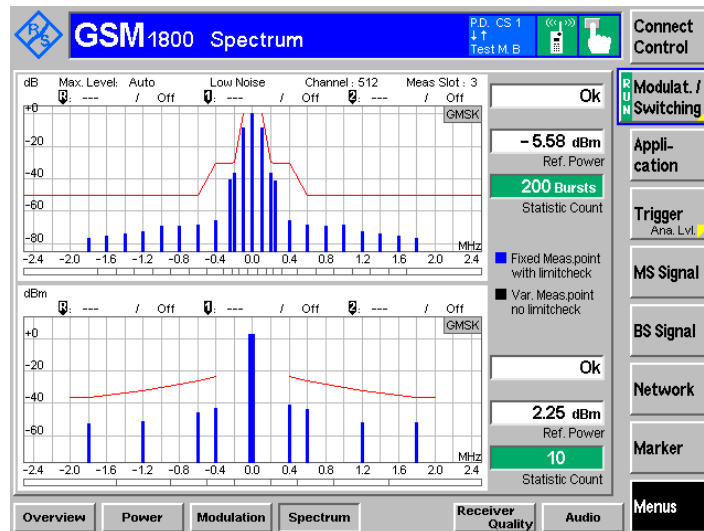 R&S
GSM1800 Spectrum
P.D. CS 1
↓↑
Test M. B
Connect Control
dB Max. Level: Auto Low Noise Channel : 512 Meas Slot : 3
R: --- / Off 1: --- / Off 2: --- / Off
GMSK
+0
-20
-40
-60
-80
MHz
-2.4 -2.0 -1.6 -1.2 -0.8 -0.4 0.0 0.4 0.8 1.2 1.6 2.0 2.4
Ok
-5.58 dBm
Ref. Power
200 Bursts
Statistic Count
Fixed Meas.point
with limitcheck
Var. Meas.point
no limitcheck
dBm
R: --- / Off 1: --- / Off 2: --- / Off
GMSK
+0
-20
-40
-60
MHz
-2.4 -2.0 -1.6 -1.2 -0.8 -0.4 0.0 0.4 0.8 1.2 1.6 2.0 2.4
Ok
2.25 dBm
Ref. Power
10
Statistic Count
RUN
Modulat. /
Switching
Appli-
cation
Trigger
Ana. Lvl.
MS Signal
BS Signal
Network
Marker
Menus
Overview Power Modulation Spectrum Receiver Quality Audio